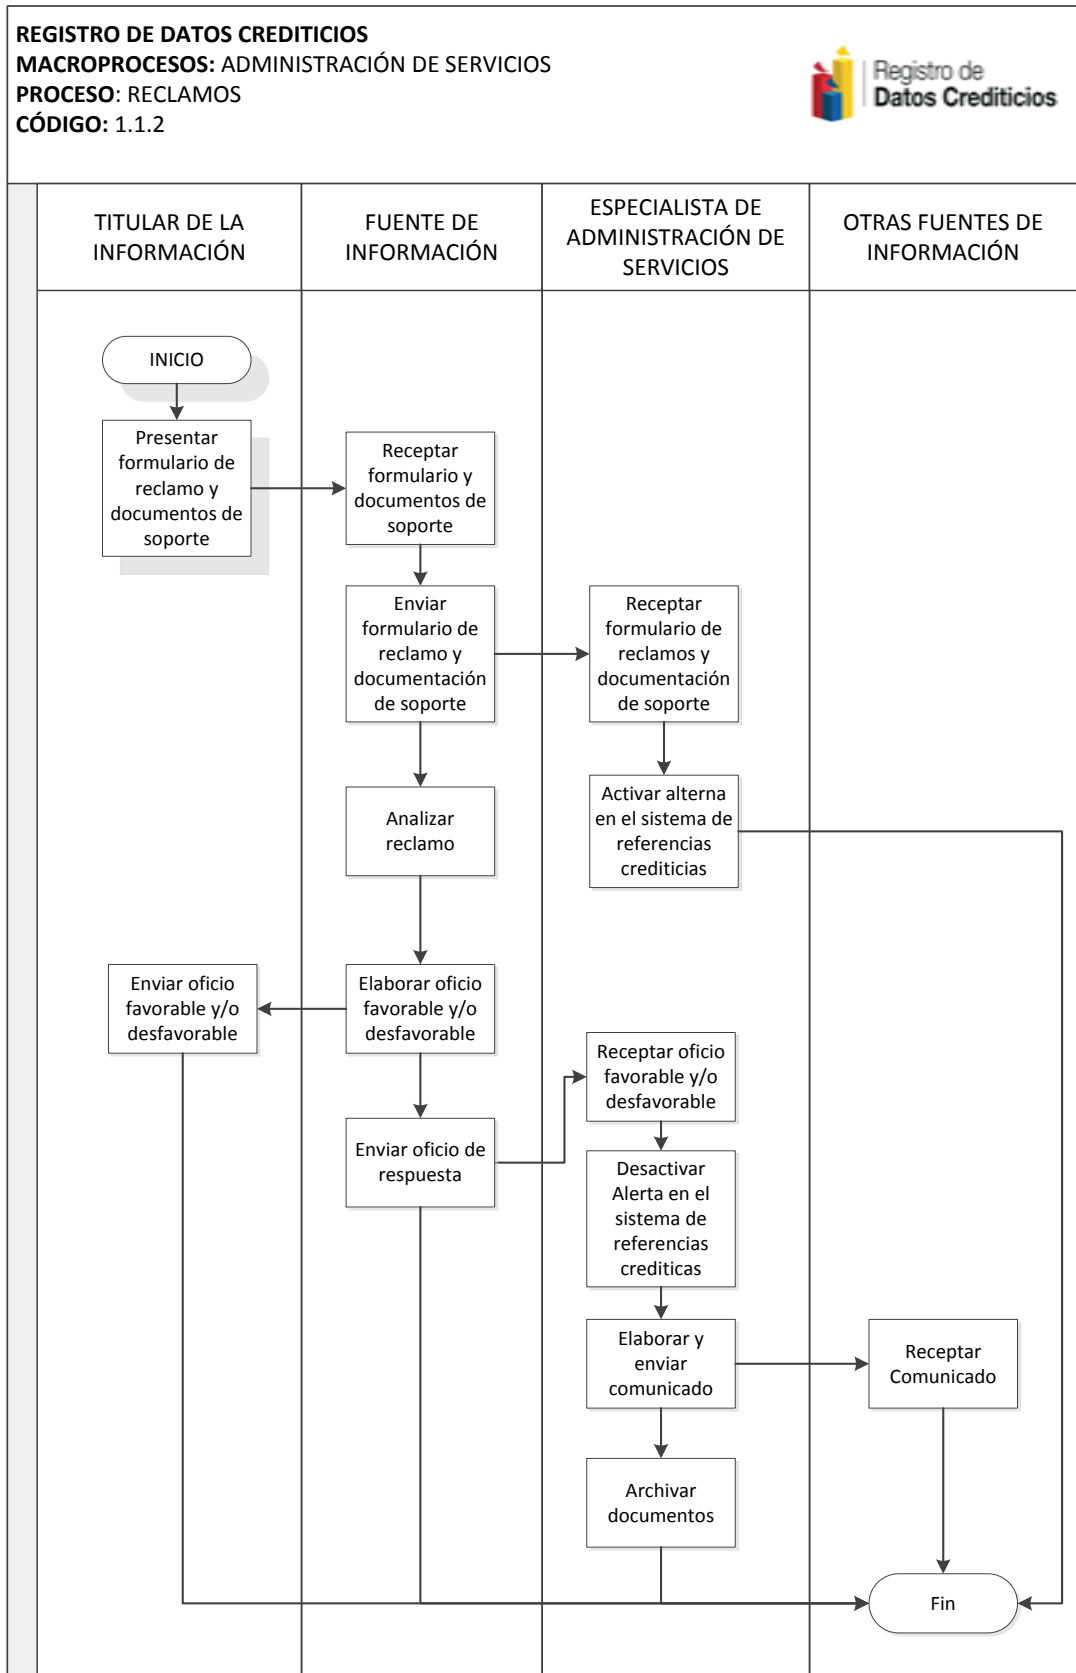 REGISTRO DE DATOS CREDITICIOS
MACROPROCESOS: ADMINISTRACIÓN DE SERVICIOS
PROCESO: RECLAMOS
CÓDIGO: 1.1.2
Registro de
Datos Crediticios
TITULAR DE LA
INFORMACIÓN
FUENTE DE
INFORMACIÓN
ESPECIALISTA DE
ADMINISTRACIÓN DE
SERVICIOS
OTRAS FUENTES DE
INFORMACIÓN
INICIO
Presentar
formulario de
reclamo y
documentos de
soporte
Receptar
formulario y
documentos de
soporte
Enviar
formulario de
reclamo y
documentación
de soporte
Receptar
formulario de
reclamos y
documentación
de soporte
Analizar
reclamo
Activar alterna
en el sistema de
referencias
crediticias
Enviar oficio
favorable y/o
desfavorable
Elaborar oficio
favorable y/o
desfavorable
Receptar oficio
favorable y/o
desfavorable
Enviar oficio de
respuesta
Desactivar
Alerta en el
sistema de
referencias
crediticas
Elaborar y
enviar
comunicado
Receptar
Comunicado
Archivar
documentos
Fin